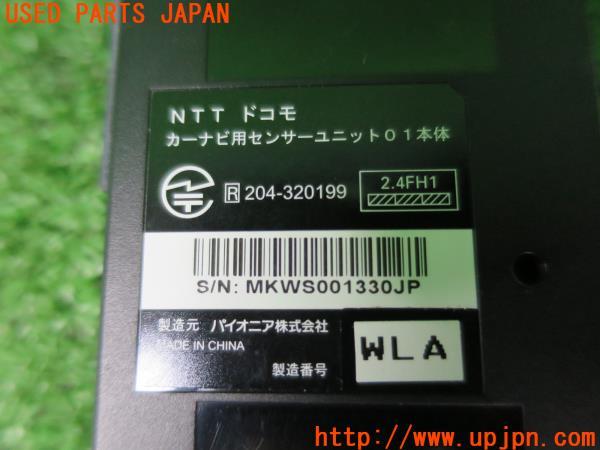 USED PARTS JAPAN
NTT ドコモ
カーナビ用センサーユニット01本体
R 204-320199
2.4FH1
S/N: MKWS001330JP
製造元 パイオニア株式会社
MADE IN CHINA
製造番号
WLA
http://www.upjpn.com